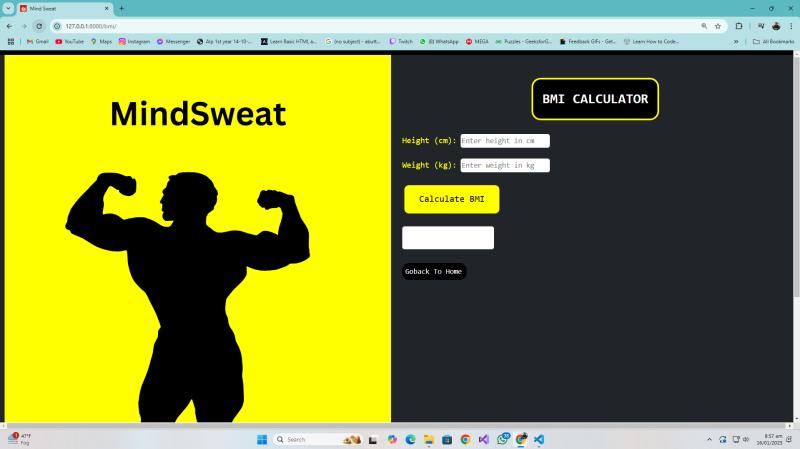 Mind Sweat
127.0.0.1:8000/bmi/
Gmail
YouTube
Maps
Instagram
Messenger
Alp 1st year 14-10-...
Learn Basic HTML a...
(no subject) - abutt...
Twitch
(6) WhatsApp
MEGA
Puzzles - GeeksforG...
Feedback GIFs - Get...
Learn How to Code...
All Bookmarks
MindSweat
BMI CALCULATOR
Height (cm): Enter height in cm
Weight (kg): Enter weight in kg
Calculate BMI
Goback To Home
47°F
Fog
Search
8:57 am
16/01/2025